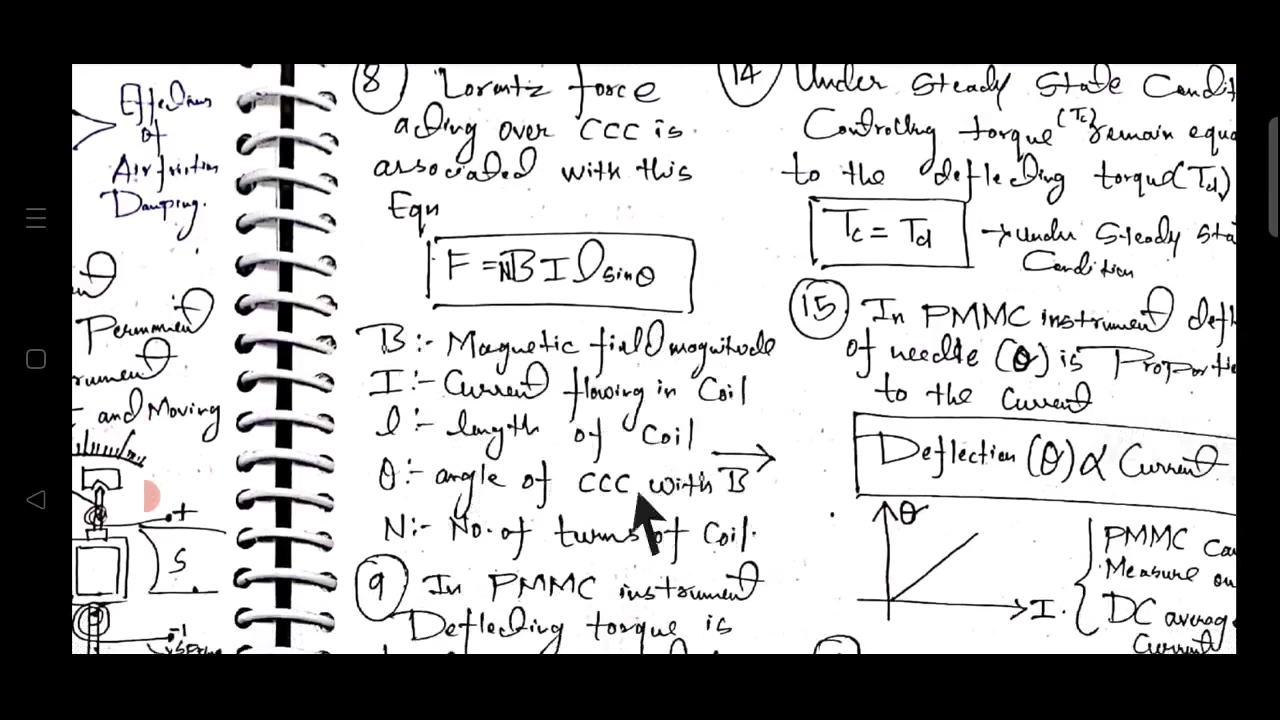 Effectiveness
of
Air friction
Damping.
Permanent
and Moving
+
S
-
8 Lorentz force
acting over CCC is
associated with this
Eqn
F = NBIl sinθ
B :- Magnetic field magnitude
I :- Current flowing in Coil
l :- length of Coil
θ :- angle of CCC with B
N :- No. of turns of Coil.
9 In PMMC instrument
Deflecting torque is
14 Under Steady State Condit
Controlling torque (Tc) remain equa
to the deflecting torque (Td)
Tc = Td → under Steady Sta
Condition
15 In PMMC instrument defl
of needle (θ) is Proportio
to the Current
Deflection (θ) ∝ Current
θ
I.
PMMC Ca
Measure on
DC average
Current